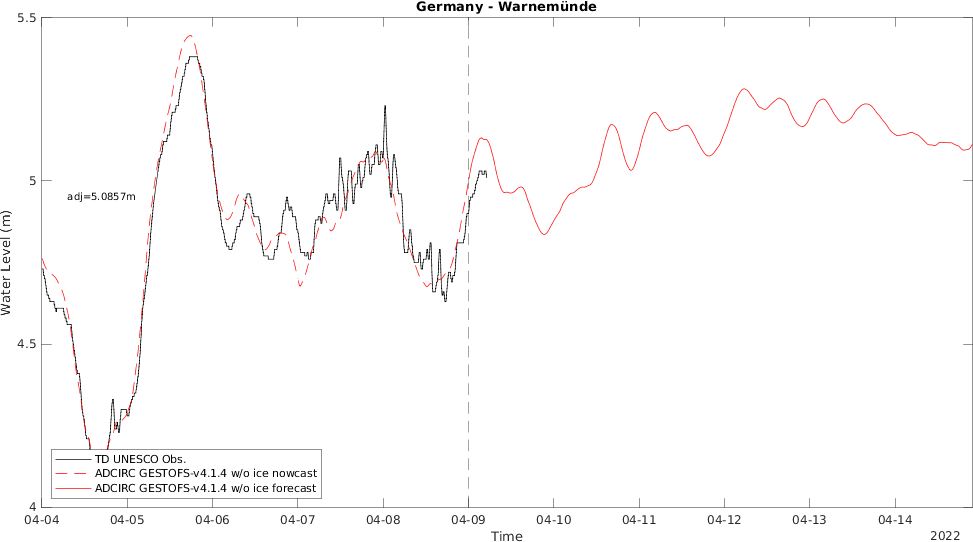 Germany - Warnemünde
5.5
5
4.5
4
Water Level (m)
adj=5.0857m
TD UNESCO Obs.
ADCIRC GESTOFS-v4.1.4 w/o ice nowcast
ADCIRC GESTOFS-v4.1.4 w/o ice forecast
04-04 04-05 04-06 04-07 04-08 04-09 04-10 04-11 04-12 04-13 04-14
Time
2022